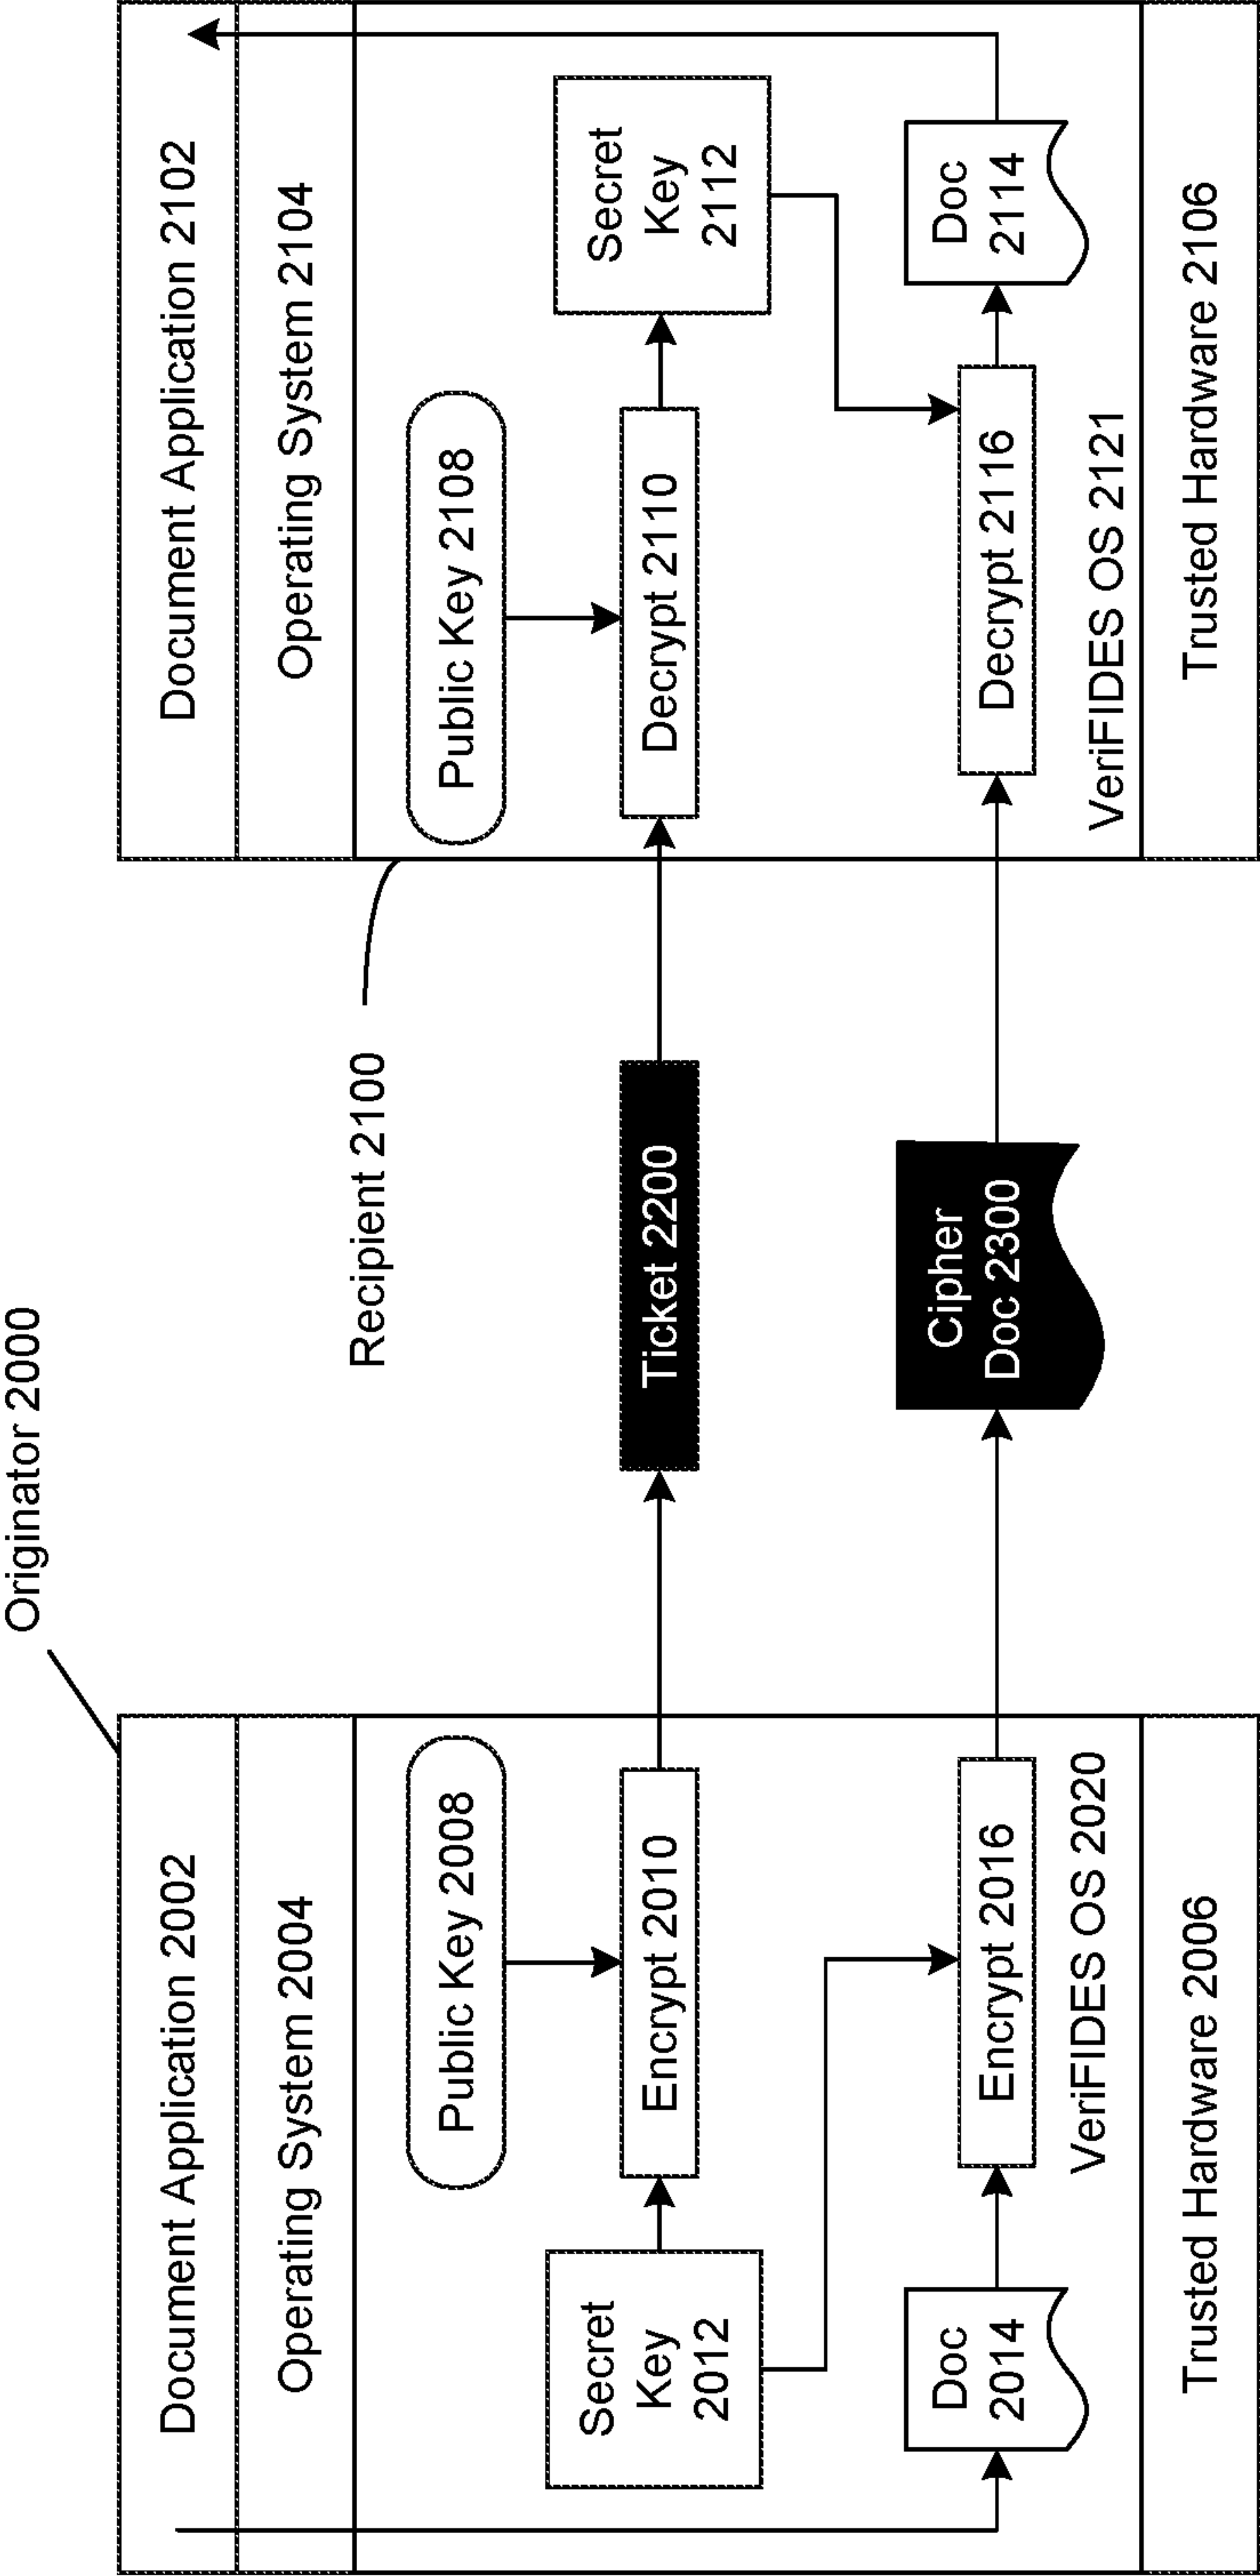 Originator 2000
Document Application 2002
Operating System 2004
Public Key 2008
Encrypt 2010
Secret
Key
2012
Doc
2014
Encrypt 2016
VeriFIDES OS 2020
Trusted Hardware 2006
Ticket 2200
Cipher
Doc 2300
Recipient 2100
Document Application 2102
Operating System 2104
Public Key 2108
Decrypt 2110
Secret
Key
2112
Decrypt 2116
Doc
2114
VeriFIDES OS 2121
Trusted Hardware 2106